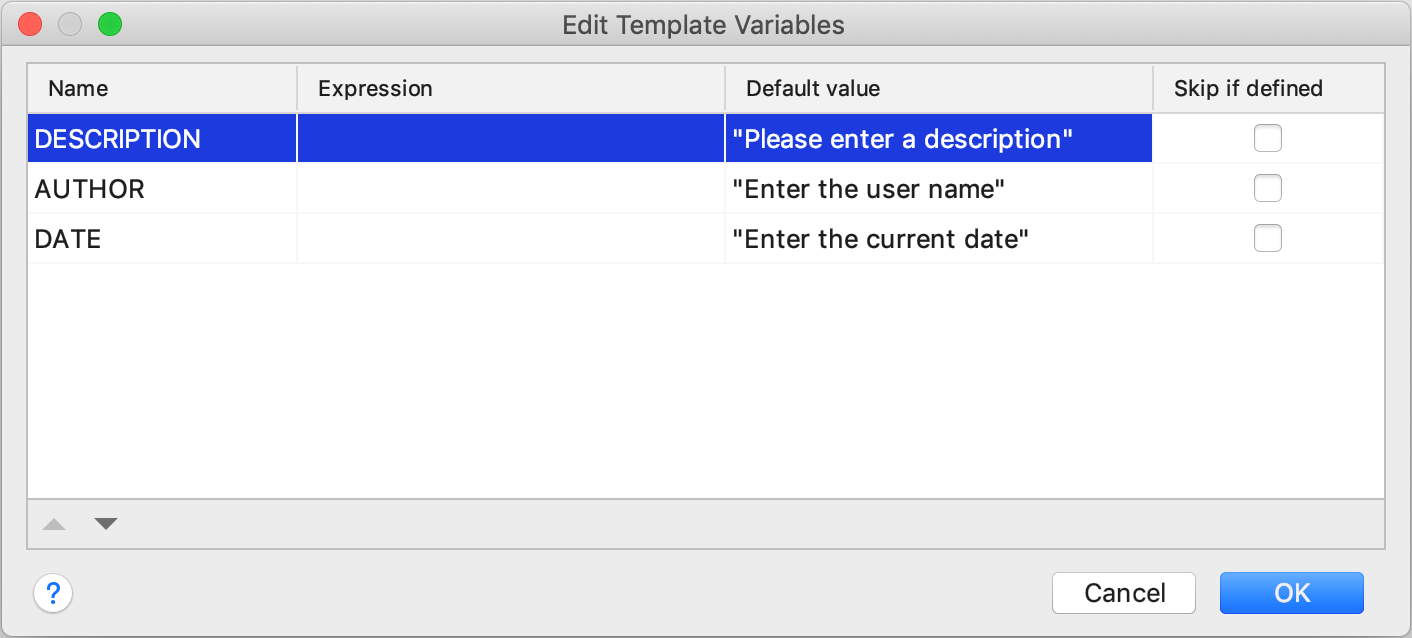 Edit Template Variables
Name Expression Default value Skip if defined
DESCRIPTION "Please enter a description"
AUTHOR "Enter the user name"
DATE "Enter the current date"
? Cancel OK